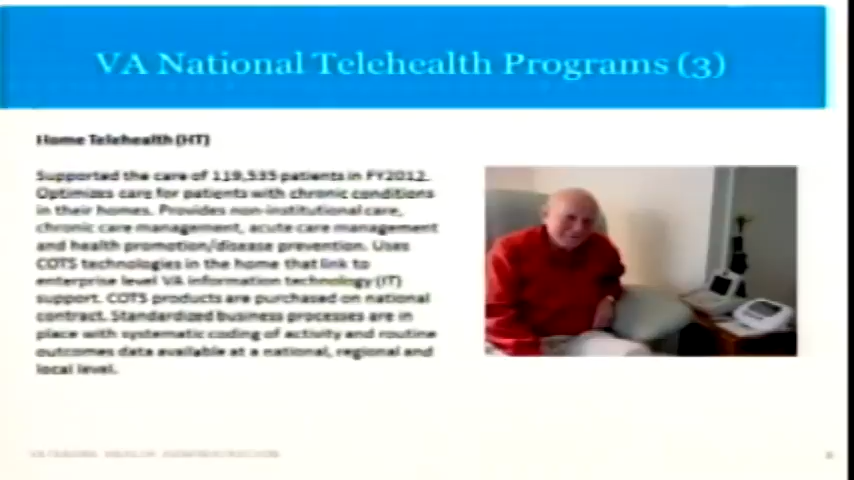 VA National Telehealth Programs (3)
Home Telehealth (HT)
Supported the care of 119,535 patients in FY2012.
Optimizes care for patients with chronic conditions
in their homes. Provides non-institutional care,
chronic care management, acute care management
and health promotion/disease prevention. Uses
COTS technologies in the home that link to
enterprise level VA information technology (IT)
support. COTS products are purchased on national
contract. Standardized business processes are in
place with systematic coding of activity and routine
outcomes data available at a national, regional and
local level.
VETERANS HEALTH ADMINISTRATION